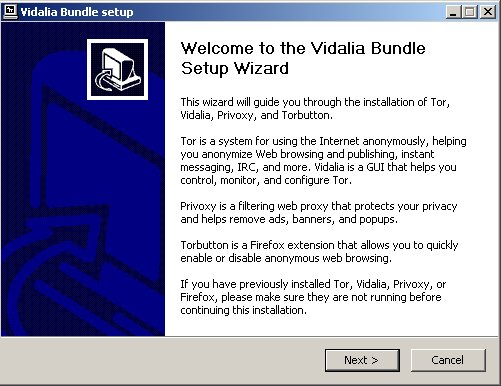 Vidalia Bundle setup
Welcome to the Vidalia Bundle
Setup Wizard
This wizard will guide you through the installation of Tor,
Vidalia, Privoxy, and Torbutton.
Tor is a system for using the Internet anonymously, helping
you anonymize Web browsing and publishing, instant
messaging, IRC, and more. Vidalia is a GUI that helps you
control, monitor, and configure Tor.
Privoxy is a filtering web proxy that protects your privacy
and helps remove ads, banners, and popups.
Torbutton is a Firefox extension that allows you to quickly
enable or disable anonymous web browsing.
If you have previously installed Tor, Vidalia, Privoxy, or
Firefox, please make sure they are not running before
continuing this installation.
Next >
Cancel